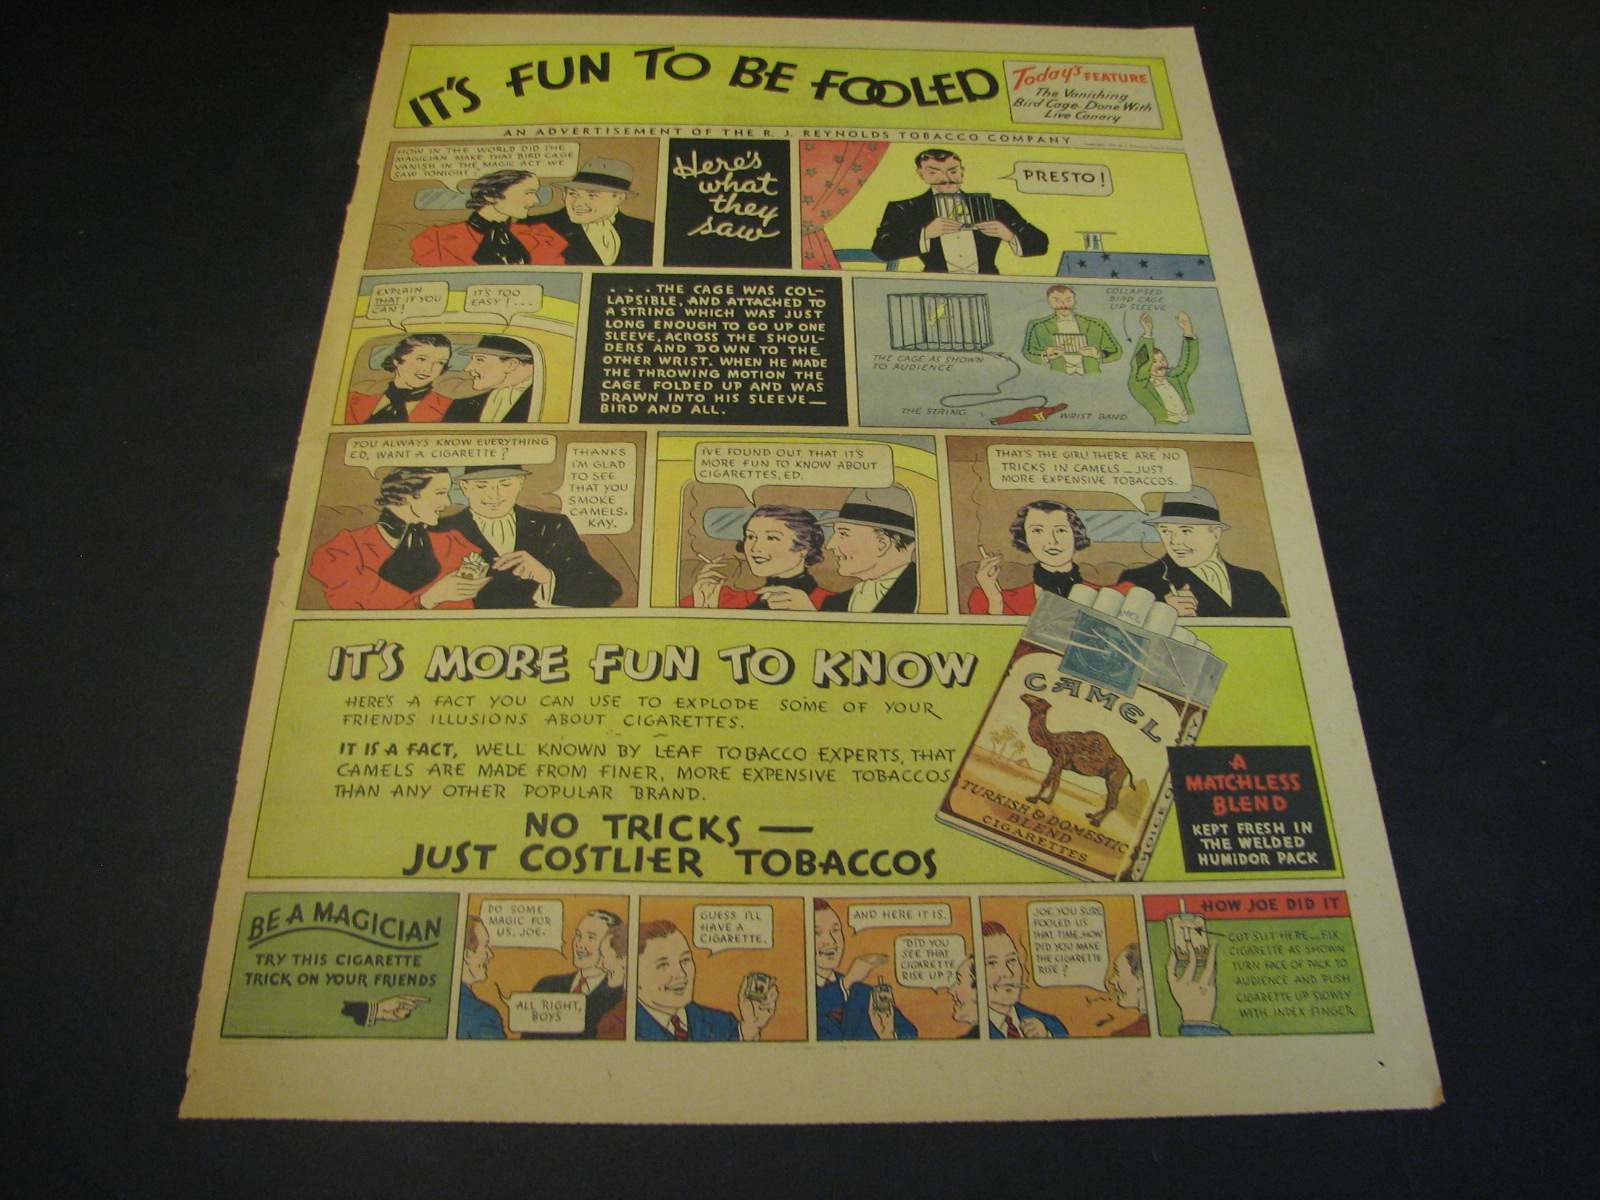 IT'S FUN TO BE FOOLED
Today's FEATURE
The Vanishing
Bird Cage. Done With
Live Canary
AN ADVERTISEMENT OF THE R. J. REYNOLDS TOBACCO COMPANY
HOW IN THE WORLD DID THE
MAGICIAN MAKE THAT BIRD CAGE
VANISH IN THE MAGIC ACT WE
SAW TONIGHT?
Here's
what
they
saw
PRESTO!
EXPLAIN
THAT IF YOU
CAN!
IT'S TOO
EASY! . . .
. . . . THE CAGE WAS COL-
LAPSIBLE, AND ATTACHED TO
A STRING WHICH WAS JUST
LONG ENOUGH TO GO UP ONE
SLEEVE, ACROSS THE SHOUL-
DERS AND DOWN TO THE
OTHER WRIST. WHEN HE MADE
THE THROWING MOTION THE
CAGE FOLDED UP AND WAS
DRAWN INTO HIS SLEEVE—
BIRD AND ALL.
COLLAPSED
BIRD CAGE
UP SLEEVE
THE CAGE AS SHOWN
TO AUDIENCE
THE STRING
WRIST BAND
YOU ALWAYS KNOW EVERYTHING
ED, WANT A CIGARETTE?
THANKS
I'M GLAD
TO SEE
THAT YOU
SMOKE
CAMELS.
KAY.
I'VE FOUND OUT THAT IT'S
MORE FUN TO KNOW ABOUT
CIGARETTES, ED.
THAT'S THE GIRL! THERE ARE NO
TRICKS IN CAMELS—JUST
MORE EXPENSIVE TOBACCOS.
IT'S MORE FUN TO KNOW
HERE'S A FACT YOU CAN USE TO EXPLODE SOME OF YOUR
FRIENDS ILLUSIONS ABOUT CIGARETTES.
IT IS A FACT, WELL KNOWN BY LEAF TOBACCO EXPERTS, THAT
CAMELS ARE MADE FROM FINER, MORE EXPENSIVE TOBACCOS
THAN ANY OTHER POPULAR BRAND.
NO TRICKS—
JUST COSTLIER TOBACCOS
CAMEL
CAMEL
TURKISH & DOMESTIC
BLEND
CIGARETTES
CHOICE
A
MATCHLESS
BLEND
KEPT FRESH IN
THE WELDED
HUMIDOR PACK
BE A MAGICIAN
TRY THIS CIGARETTE
TRICK ON YOUR FRIENDS
DO SOME
MAGIC FOR
US, JOE.
ALL RIGHT,
BOYS
GUESS I'LL
HAVE A
CIGARETTE.
AND HERE IT IS.
DID YOU
SEE THAT
CIGARETTE
RISE UP?
JOE, YOU SURE
FOOLED US
THAT TIME. HOW
DID YOU MAKE
THE CIGARETTE
RISE?
HOW JOE DID IT
CUT SLIT HERE—FIX
CIGARETTE AS SHOWN
TURN FACE OF PACK TO
AUDIENCE AND PUSH
CIGARETTE UP SLOWLY
WITH INDEX FINGER.